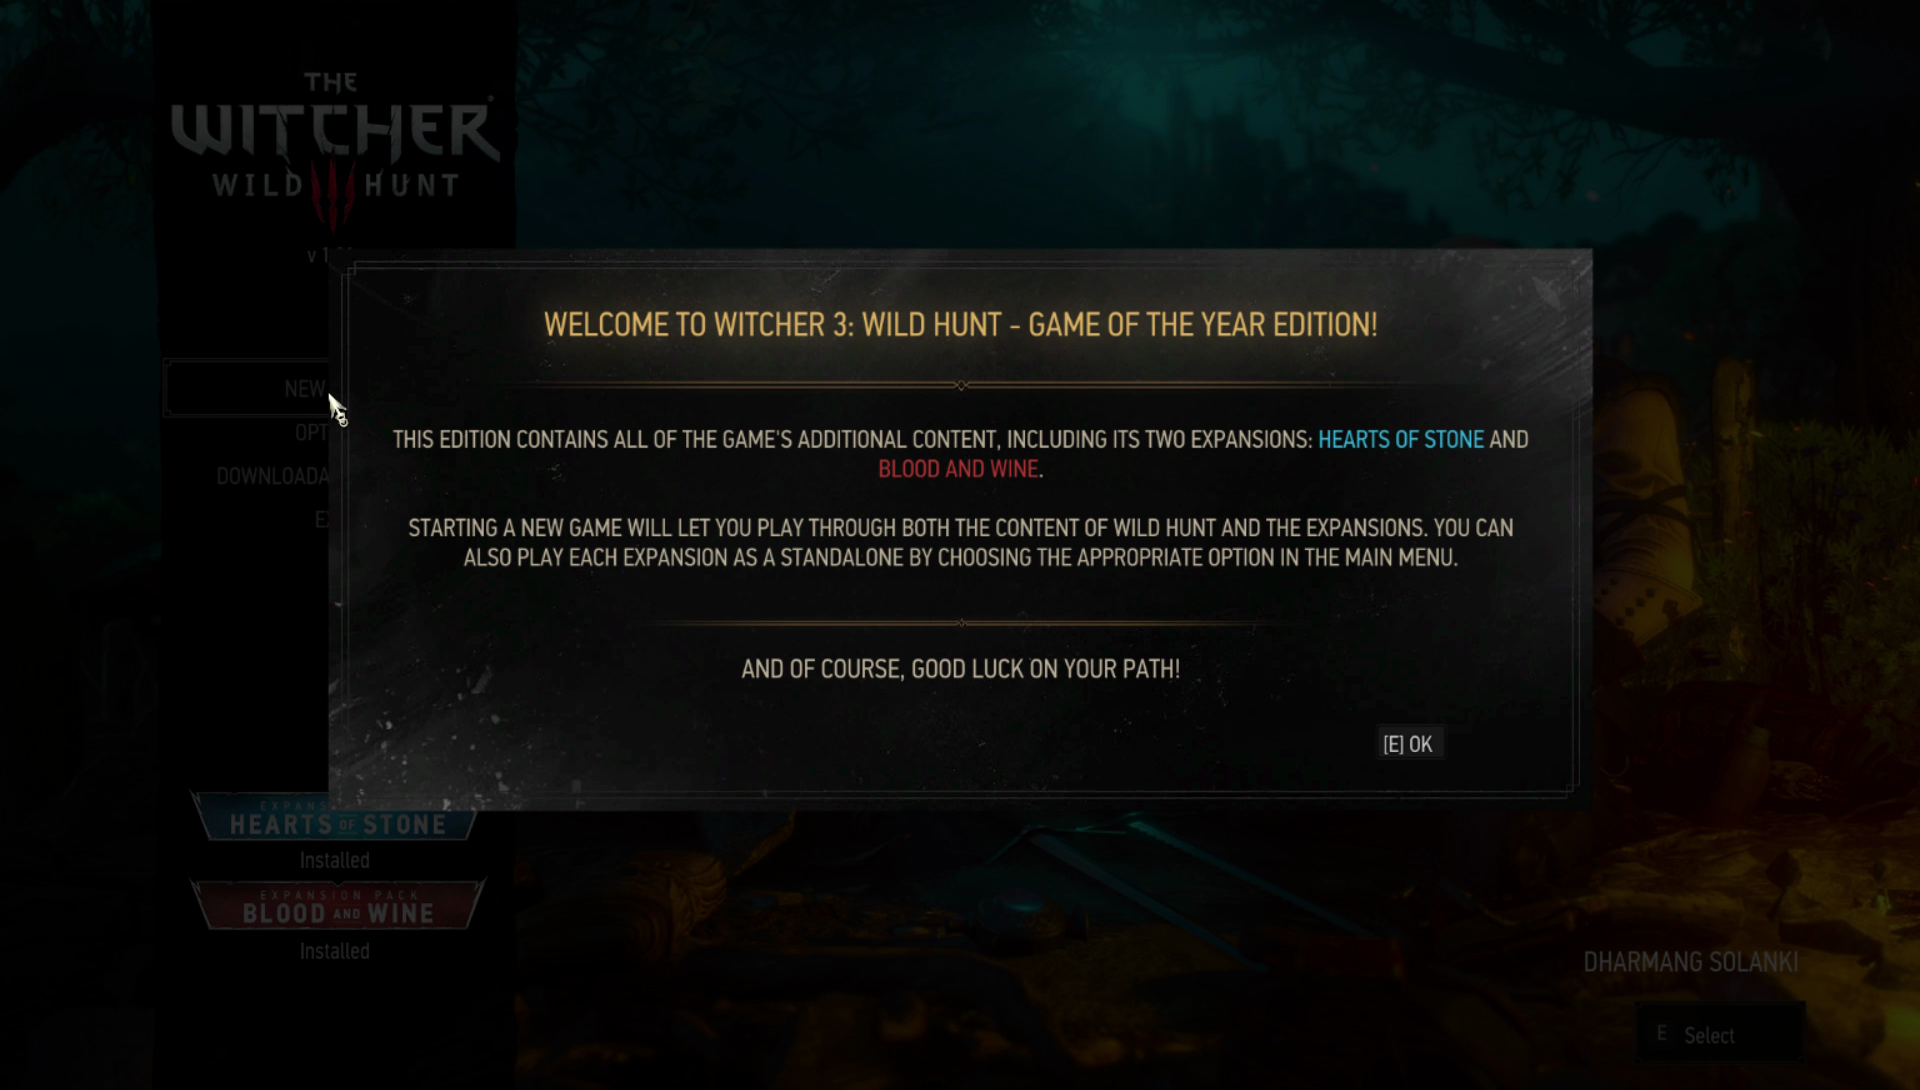 THE
WITCHER
WILD HUNT
WELCOME TO WITCHER 3: WILD HUNT - GAME OF THE YEAR EDITION!
NEW
THIS EDITION CONTAINS ALL OF THE GAME'S ADDITIONAL CONTENT, INCLUDING ITS TWO EXPANSIONS: HEARTS OF STONE AND
BLOOD AND WINE.
STARTING A NEW GAME WILL LET YOU PLAY THROUGH BOTH THE CONTENT OF WILD HUNT AND THE EXPANSIONS. YOU CAN
ALSO PLAY EACH EXPANSION AS A STANDALONE BY CHOOSING THE APPROPRIATE OPTION IN THE MAIN MENU.
AND OF COURSE, GOOD LUCK ON YOUR PATH!
[E] OK
HEARTS OF STONE
Installed
EXPANSION PACK
BLOOD AND WINE
Installed
DHARMANG SOLANKI
E Select